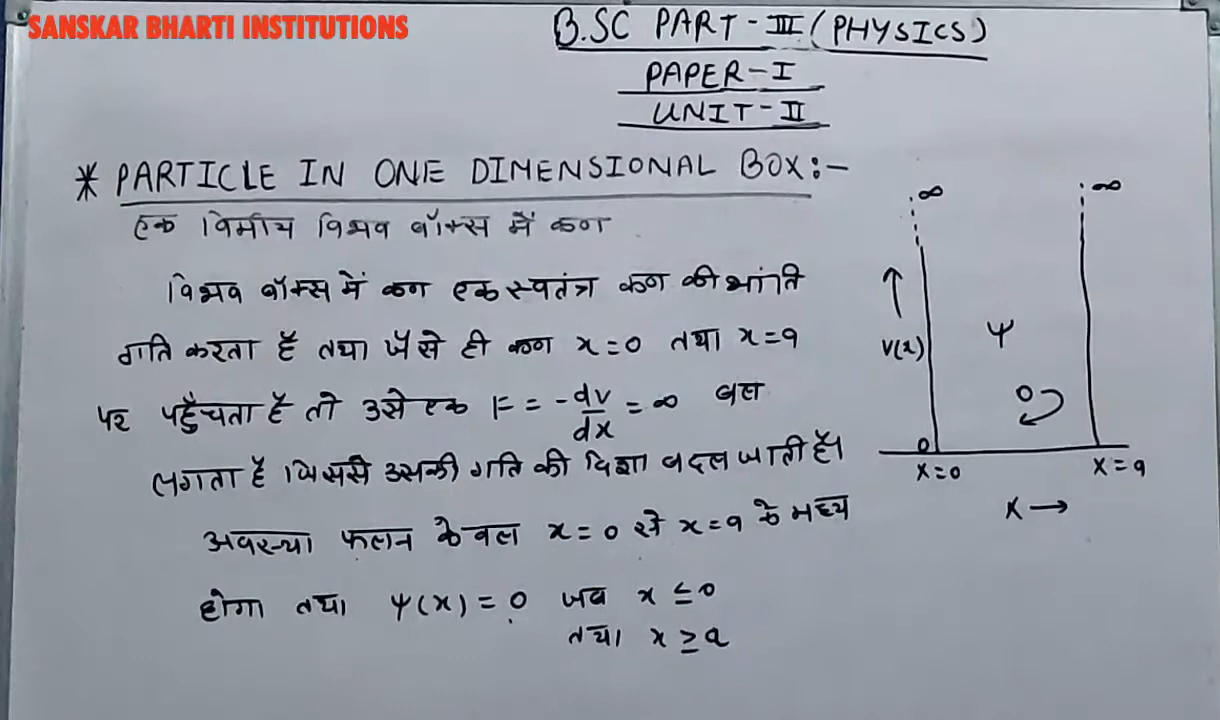 SANSKAR BHARTI INSTITUTIONS
B.SC PART-III (PHYSICS)
PAPER-I
UNIT-II
* PARTICLE IN ONE DIMENSIONAL BOX:-
एक विमीय विभव बॉक्स में कण
विभव बॉक्स में कण एक स्वतंत्र कण की भांति
गति करता है तथा जैसे ही कण x=0 तथा x=a
पर पहुँचता है तो उसे एक F = -dv/dx = ∞ बल
लगता है जिससे उसकी गति की दिशा बदल जाती है।
अवस्था फलन केवल x=0 से x=a के मध्य
होगा तथा ψ(x) = 0 जब x ≤ 0
तथा x ≥ a
∞ ∞
↑
V(x) ψ
0
x=0 x=a
x →